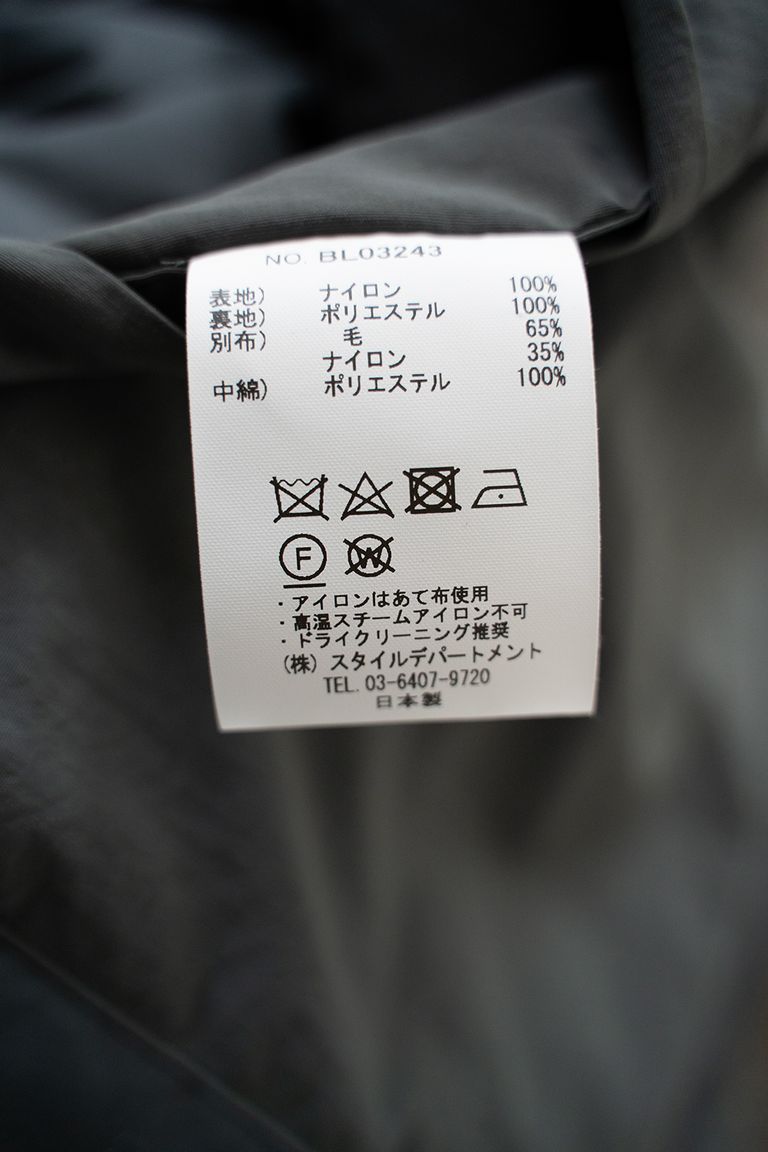 NO. BL03243
表地) ナイロン 100%
裏地) ポリエステル 100%
別布) 毛 65%
ナイロン 35%
中綿) ポリエステル 100%
F W
・アイロンはあて布使用
・高温スチームアイロン不可
・ドライクリーニング推奨
(株) スタイルデパートメント
TEL. 03-6407-9720
日本製